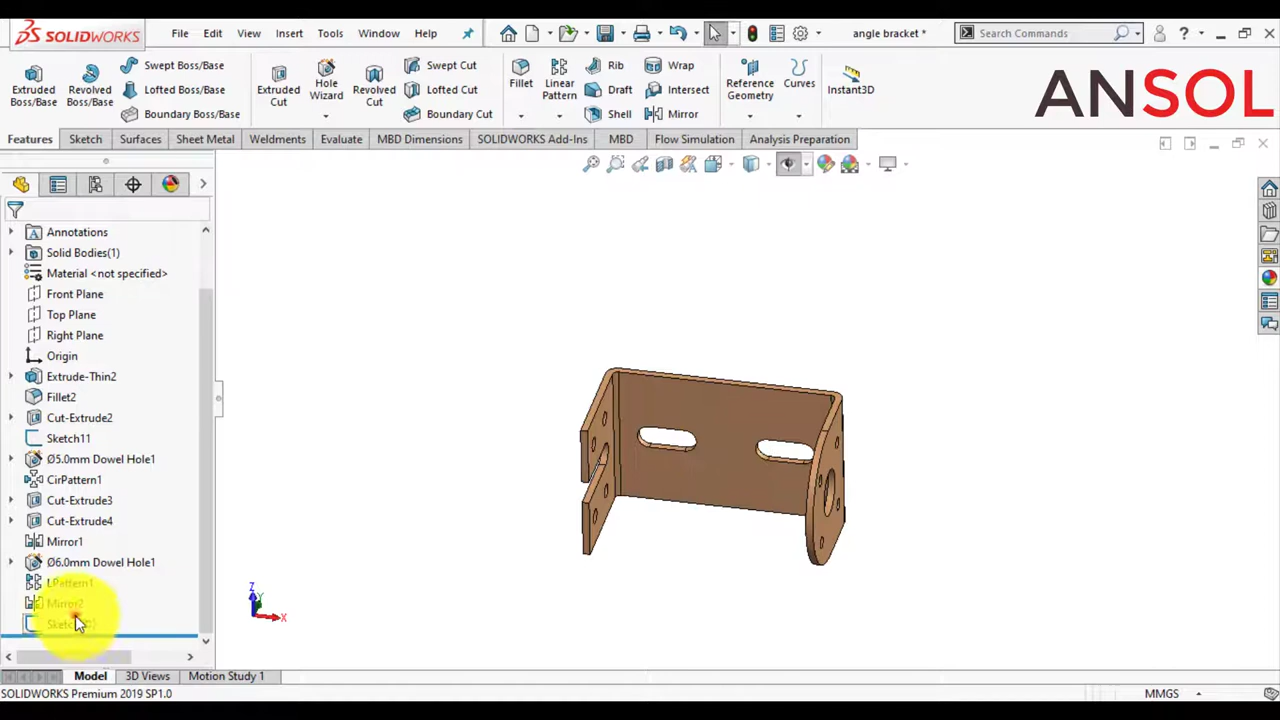 SOLIDWORKS
File Edit View Insert Tools Window Help
angle bracket *
Search Commands
ANSOL
Extruded Boss/Base
Revolved Boss/Base
Swept Boss/Base
Lofted Boss/Base
Boundary Boss/Base
Extruded Cut
Hole Wizard
Revolved Cut
Swept Cut
Lofted Cut
Boundary Cut
Fillet
Linear Pattern
Rib
Draft
Shell
Wrap
Intersect
Mirror
Reference Geometry
Curves
Instant3D
Features Sketch Surfaces Sheet Metal Weldments Evaluate MBD Dimensions SOLIDWORKS Add-Ins MBD Flow Simulation Analysis Preparation
Annotations
Solid Bodies(1)
Material <not specified>
Front Plane
Top Plane
Right Plane
Origin
Extrude-Thin2
Fillet2
Cut-Extrude2
Sketch11
Ø5.0mm Dowel Hole1
CirPattern1
Cut-Extrude3
Cut-Extrude4
Mirror1
Ø6.0mm Dowel Hole1
LPattern1
Mirror2
Z
Y
X
Model 3D Views Motion Study 1
SOLIDWORKS Premium 2019 SP1.0
MMGS